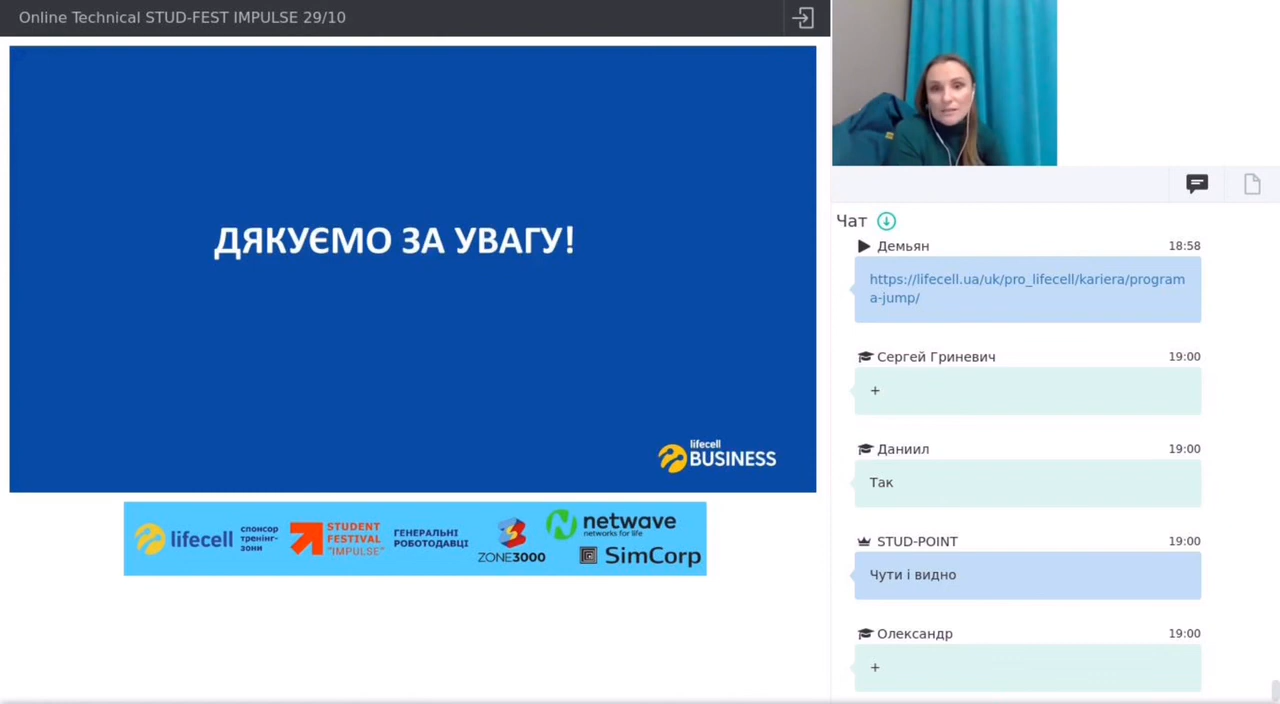 Online Technical STUD-FEST IMPULSE 29/10
ДЯКУЄМО ЗА УВАГУ!
lifecell
BUSINESS
lifecell
спонсор
тренінг-
зони
STUDENT
FESTIVAL
"IMPULSE"
ГЕНЕРАЛЬНІ
РОБОТОДАВЦІ
ZONE3000
netwave
networks for life
SimCorp
Чат
Демьян 18:58
https://lifecell.ua/uk/pro_lifecell/kariera/program
a-jump/
Сергей Гриневич 19:00
+
Даниил 19:00
Так
STUD-POINT 19:00
Чути і видно
Олександр 19:00
+